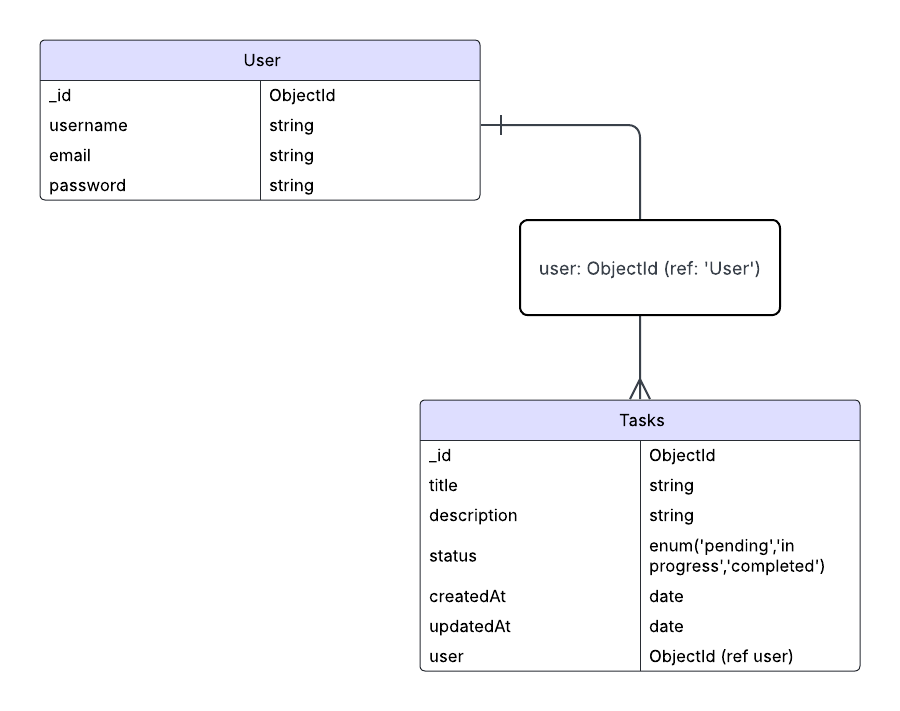 User
_id ObjectId
username string
email string
password string
user: ObjectId (ref: 'User')
Tasks
_id ObjectId
title string
description string
status enum('pending','in
progress','completed')
createdAt date
updatedAt date
user ObjectId (ref user)